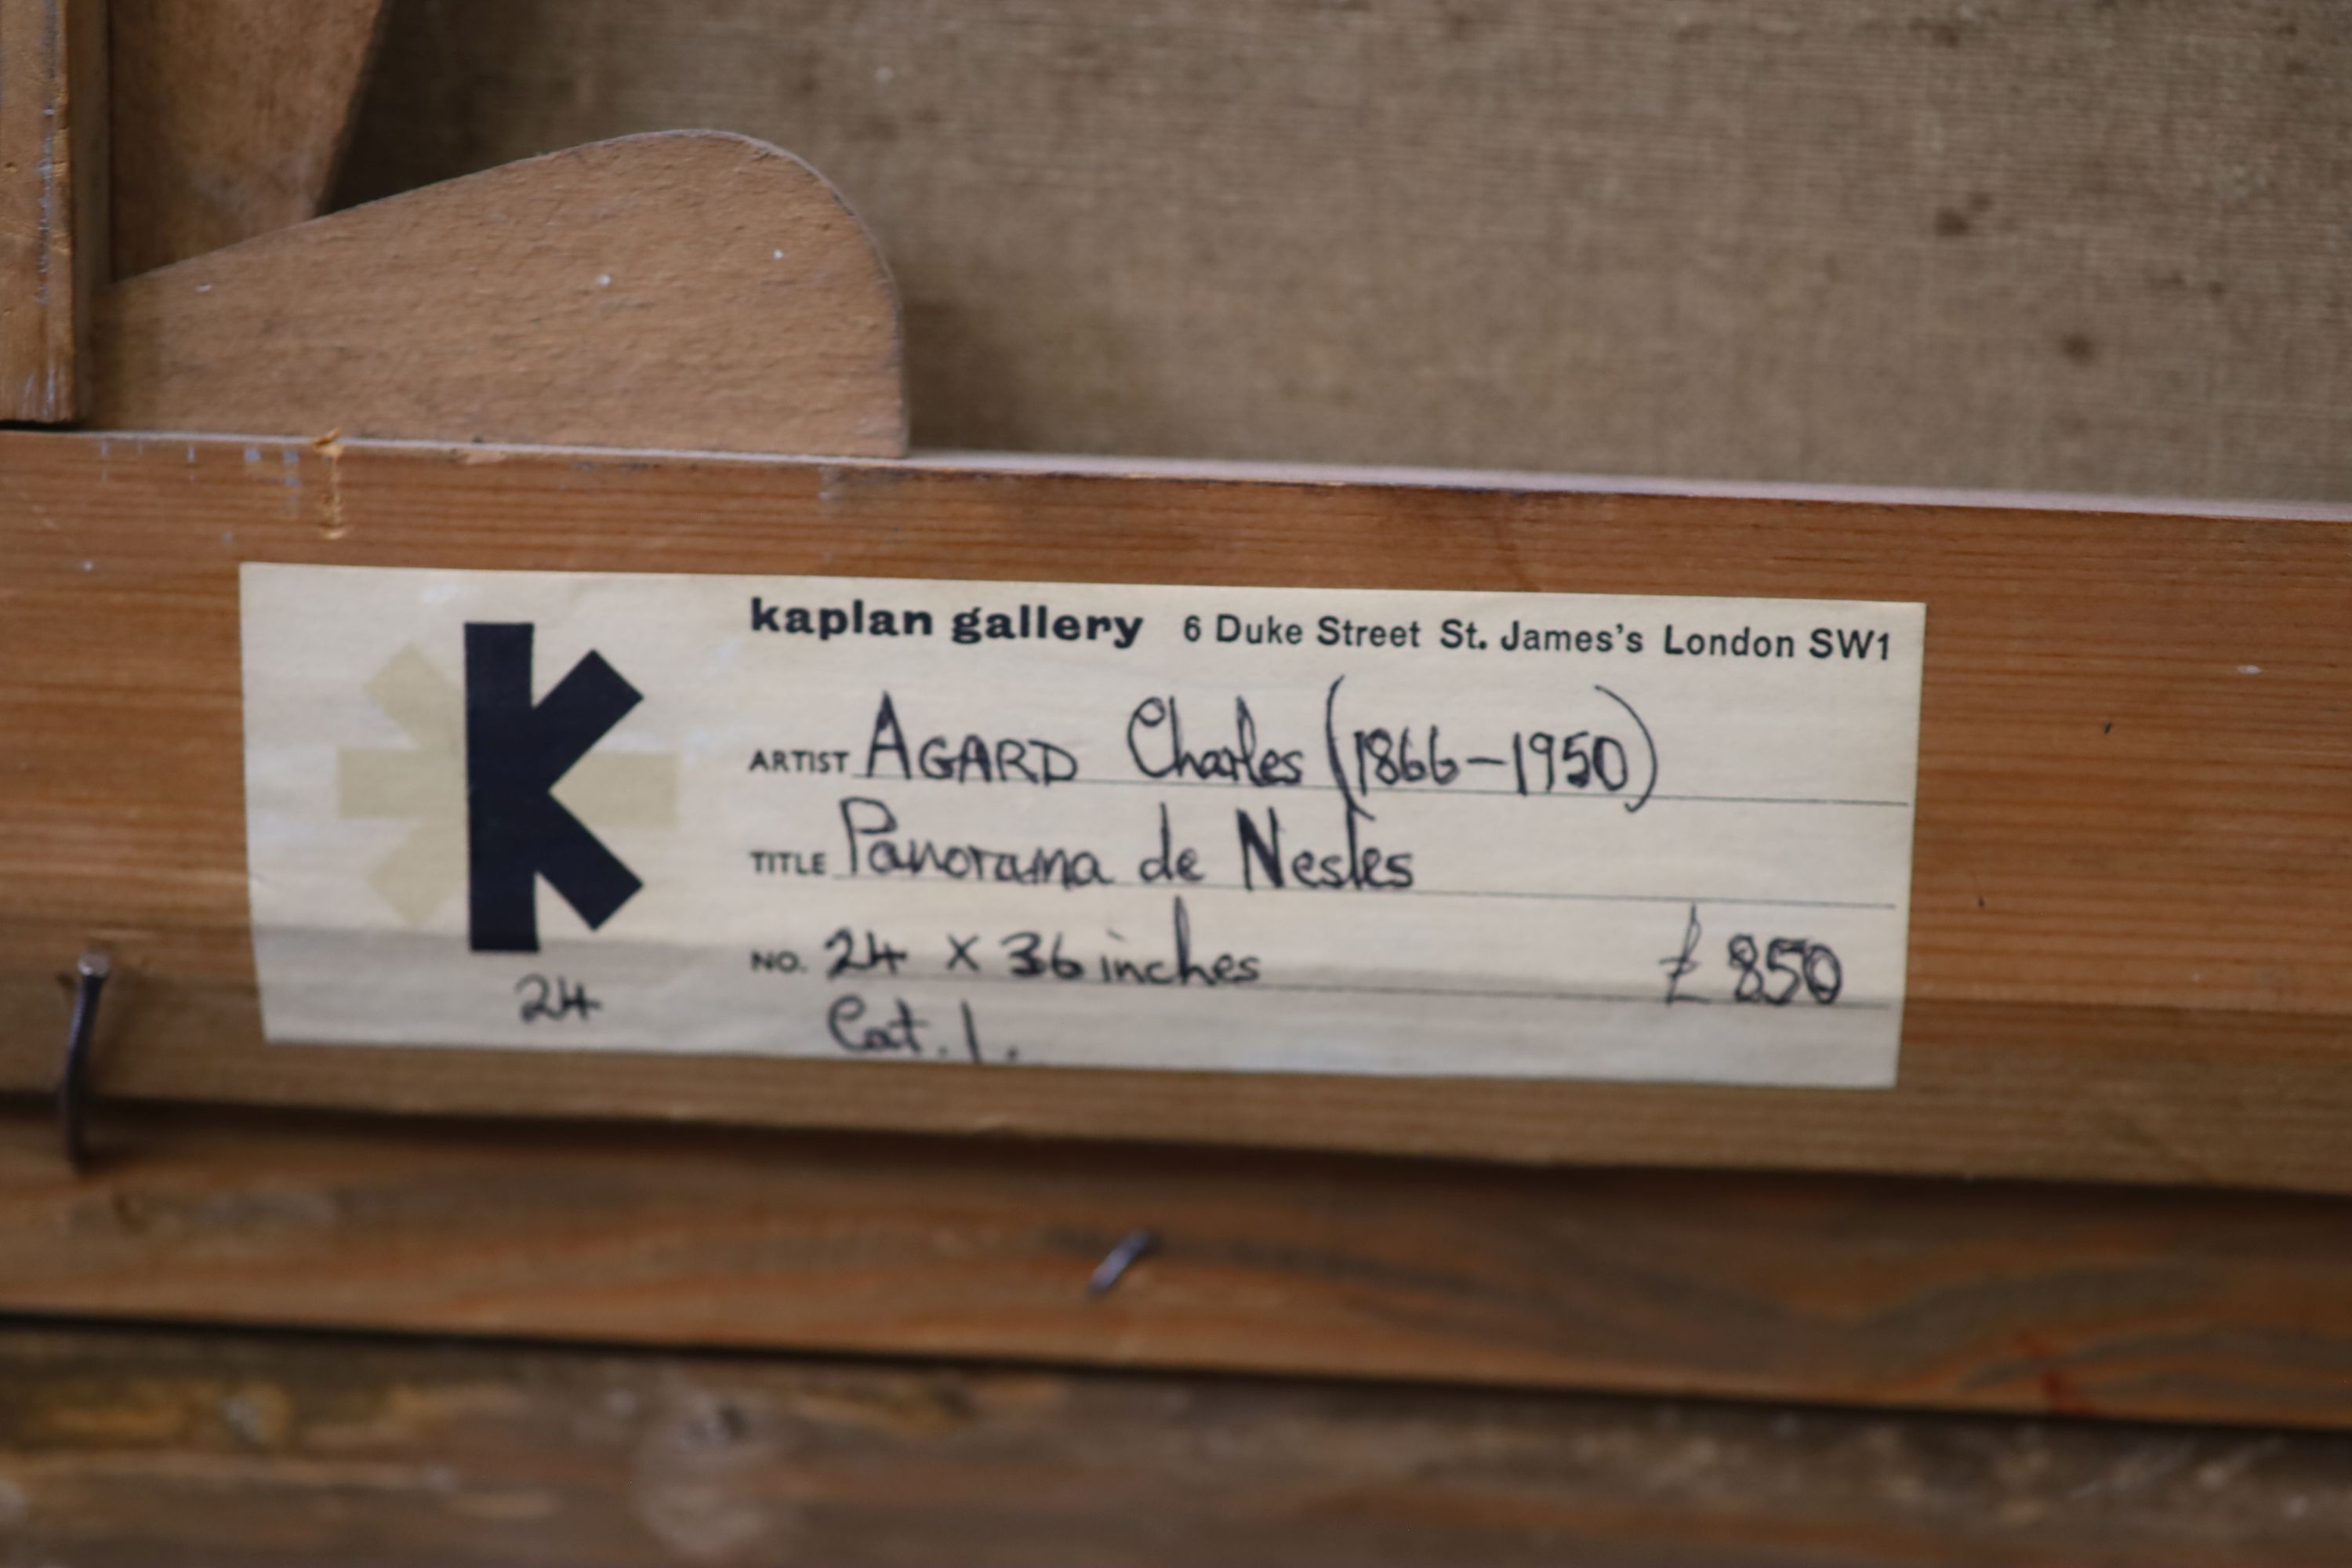 kaplan gallery 6 Duke Street St. James's London SW1
K
ARTIST AGARD Charles (1866-1950)
TITLE Panorama de Nesles
NO. 24 x 36 inches £850
24
Cat. 1.